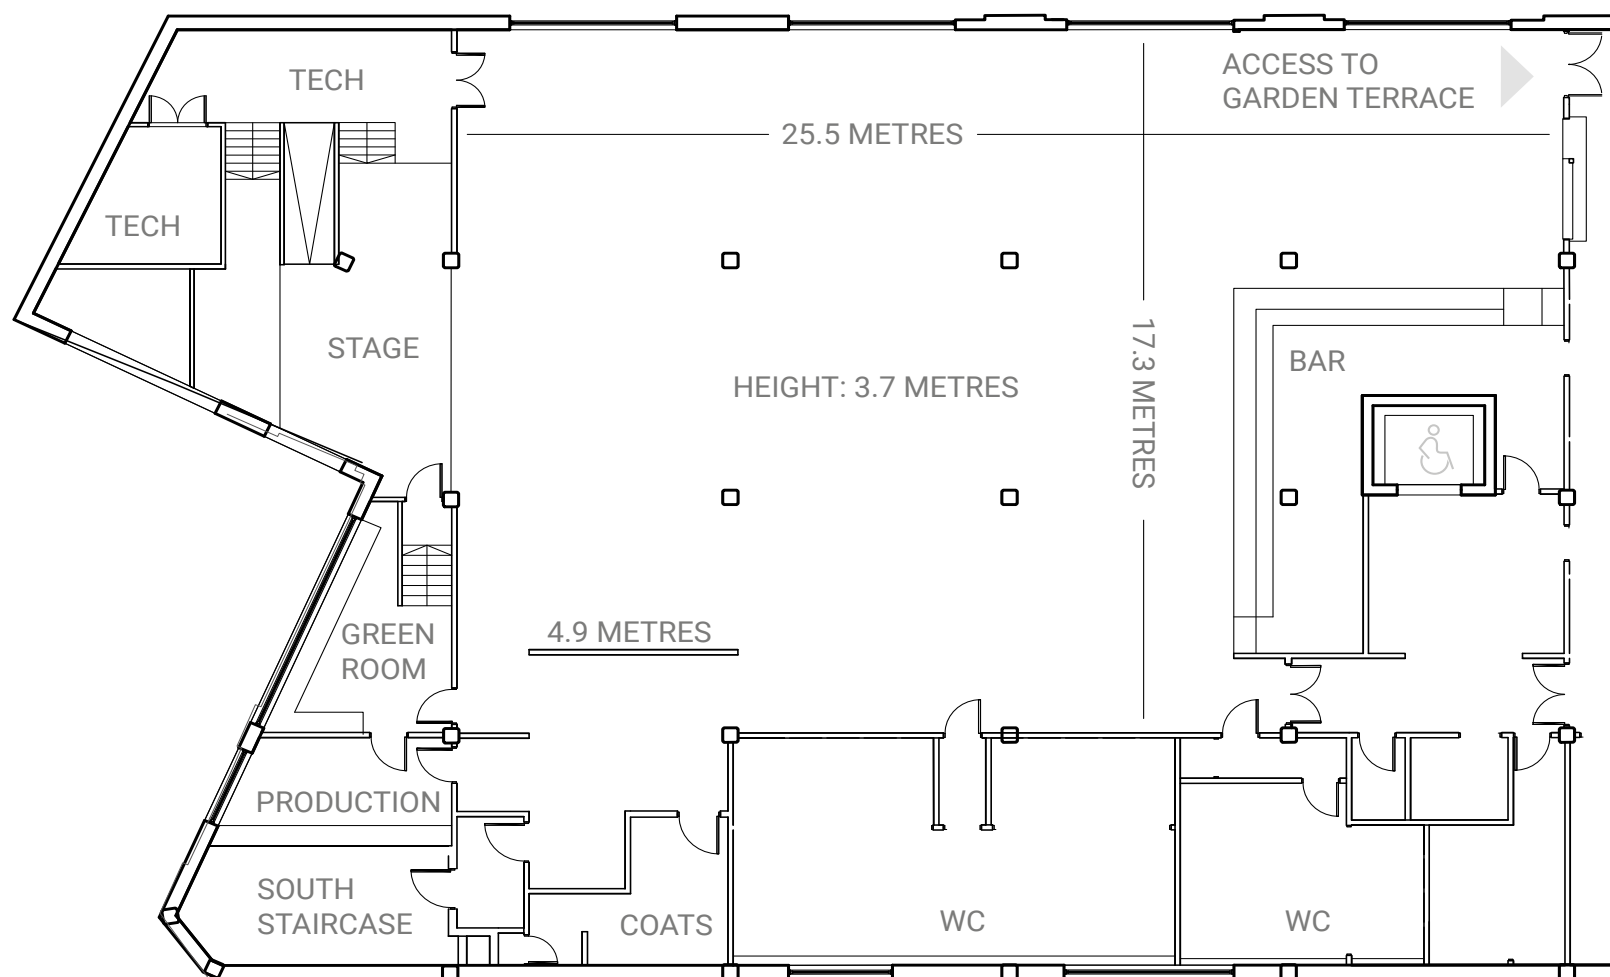 TECH
ACCESS TO
GARDEN TERRACE
25.5 METRES
TECH
STAGE
HEIGHT: 3.7 METRES
17.3 METRES
BAR
4.9 METRES
GREEN
ROOM
PRODUCTION
SOUTH
STAIRCASE
COATS
WC
WC